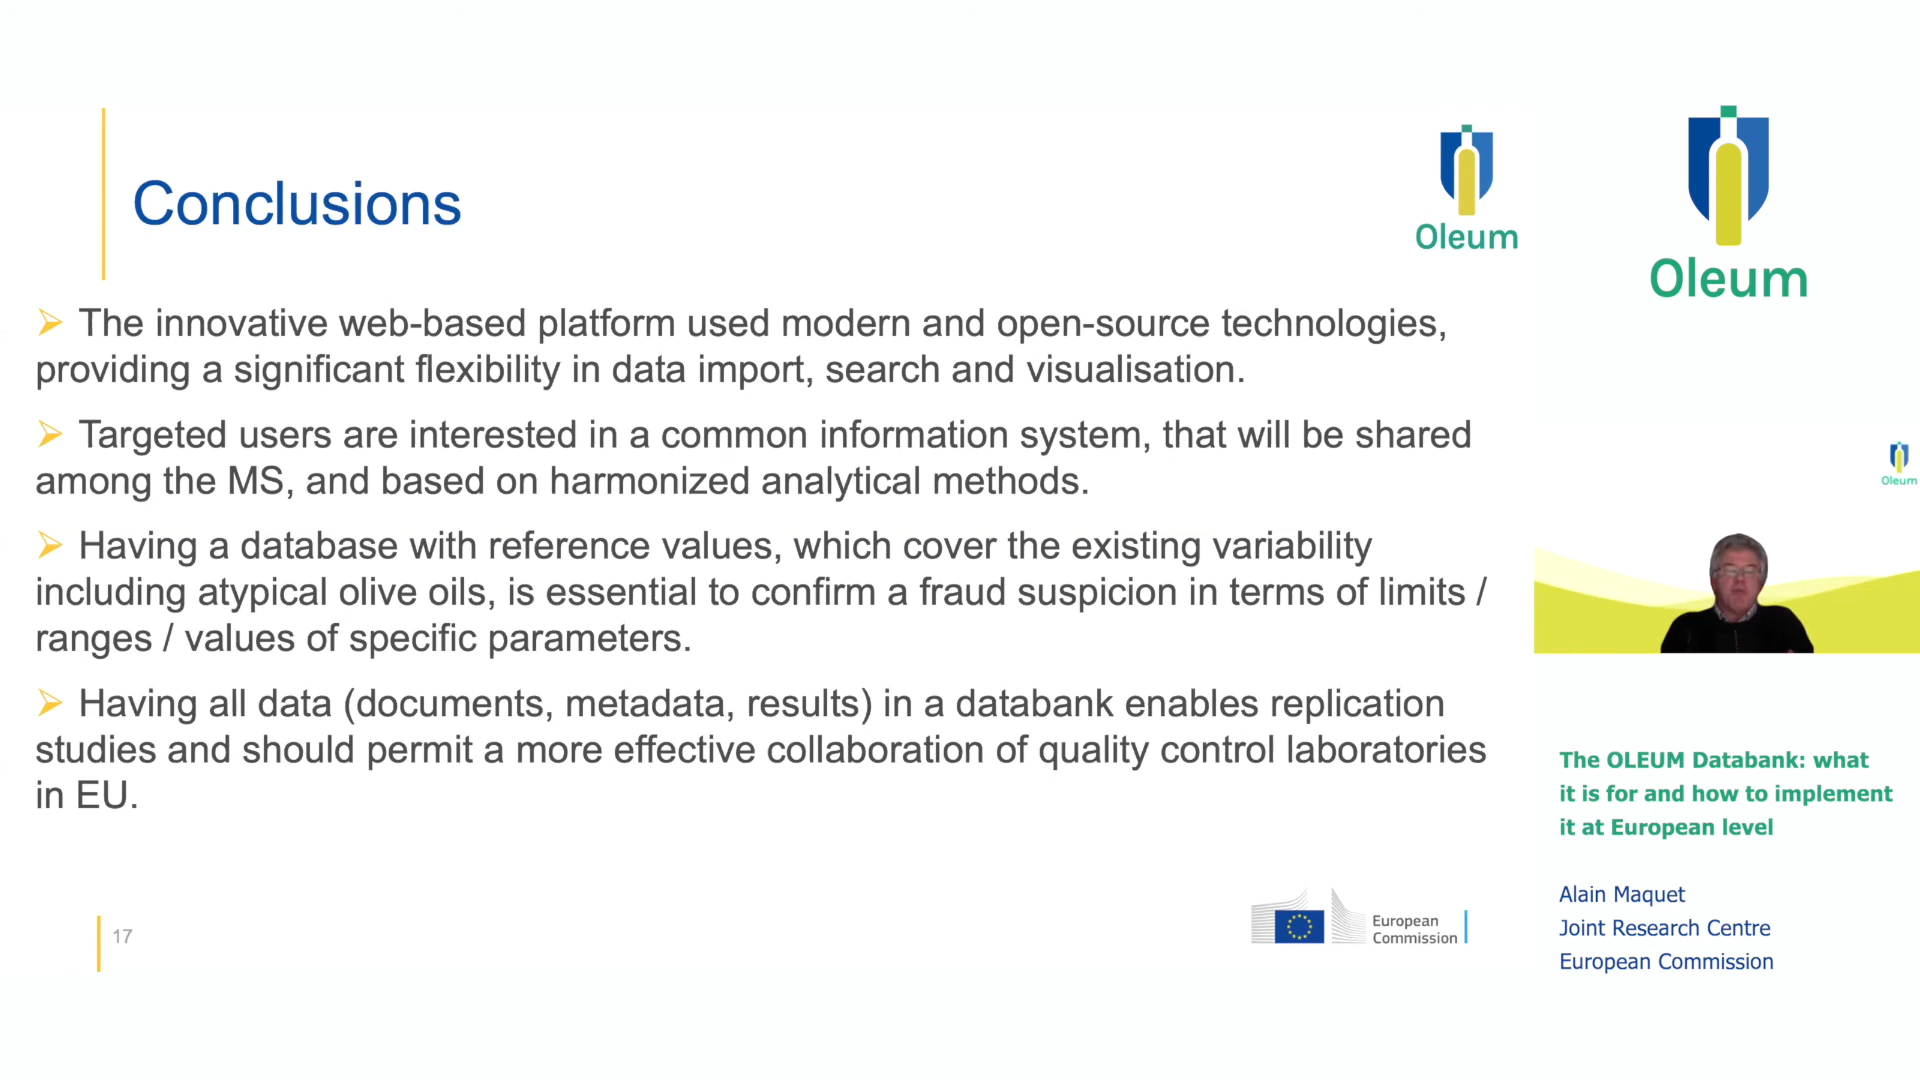 Conclusions
Oleum
Oleum
➢ The innovative web-based platform used modern and open-source technologies,
providing a significant flexibility in data import, search and visualisation.
➢ Targeted users are interested in a common information system, that will be shared
among the MS, and based on harmonized analytical methods.
➢ Having a database with reference values, which cover the existing variability
including atypical olive oils, is essential to confirm a fraud suspicion in terms of limits /
ranges / values of specific parameters.
➢ Having all data (documents, metadata, results) in a databank enables replication
studies and should permit a more effective collaboration of quality control laboratories
in EU.
17
European
Commission
Oleum
The OLEUM Databank: what
it is for and how to implement
it at European level
Alain Maquet
Joint Research Centre
European Commission